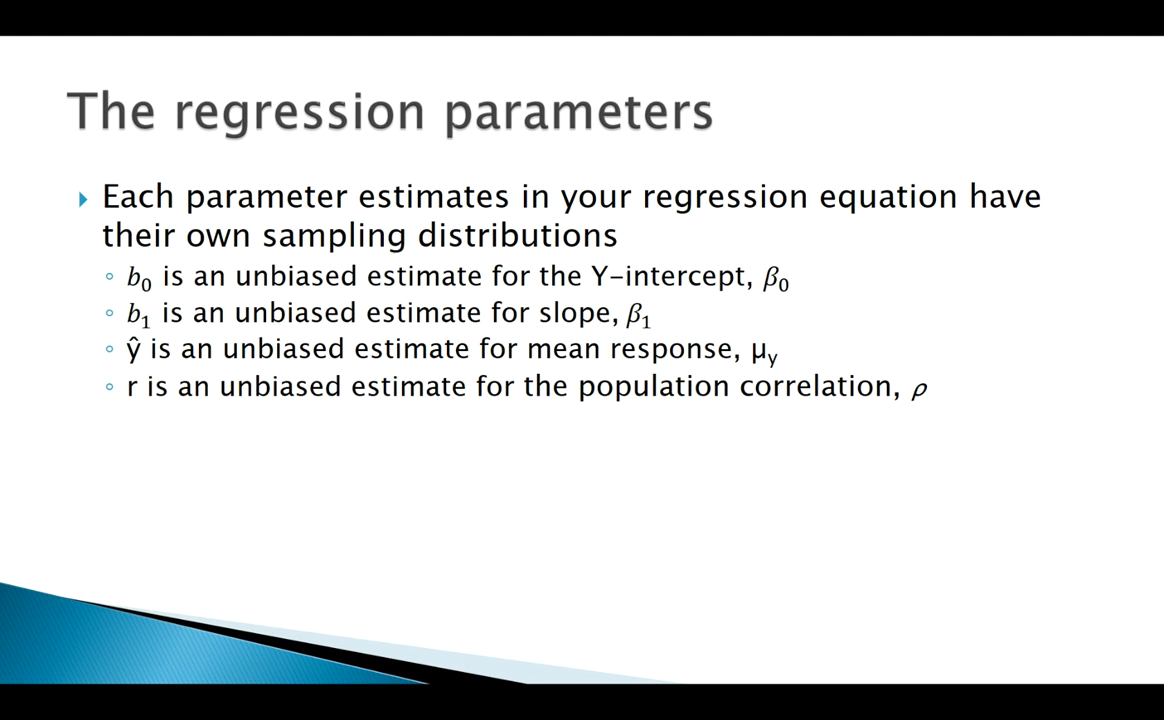 The regression parameters
Each parameter estimates in your regression equation have
their own sampling distributions
b₀ is an unbiased estimate for the Y-intercept, β₀
b₁ is an unbiased estimate for slope, β₁
ŷ is an unbiased estimate for mean response, μᵧ
r is an unbiased estimate for the population correlation, ρ